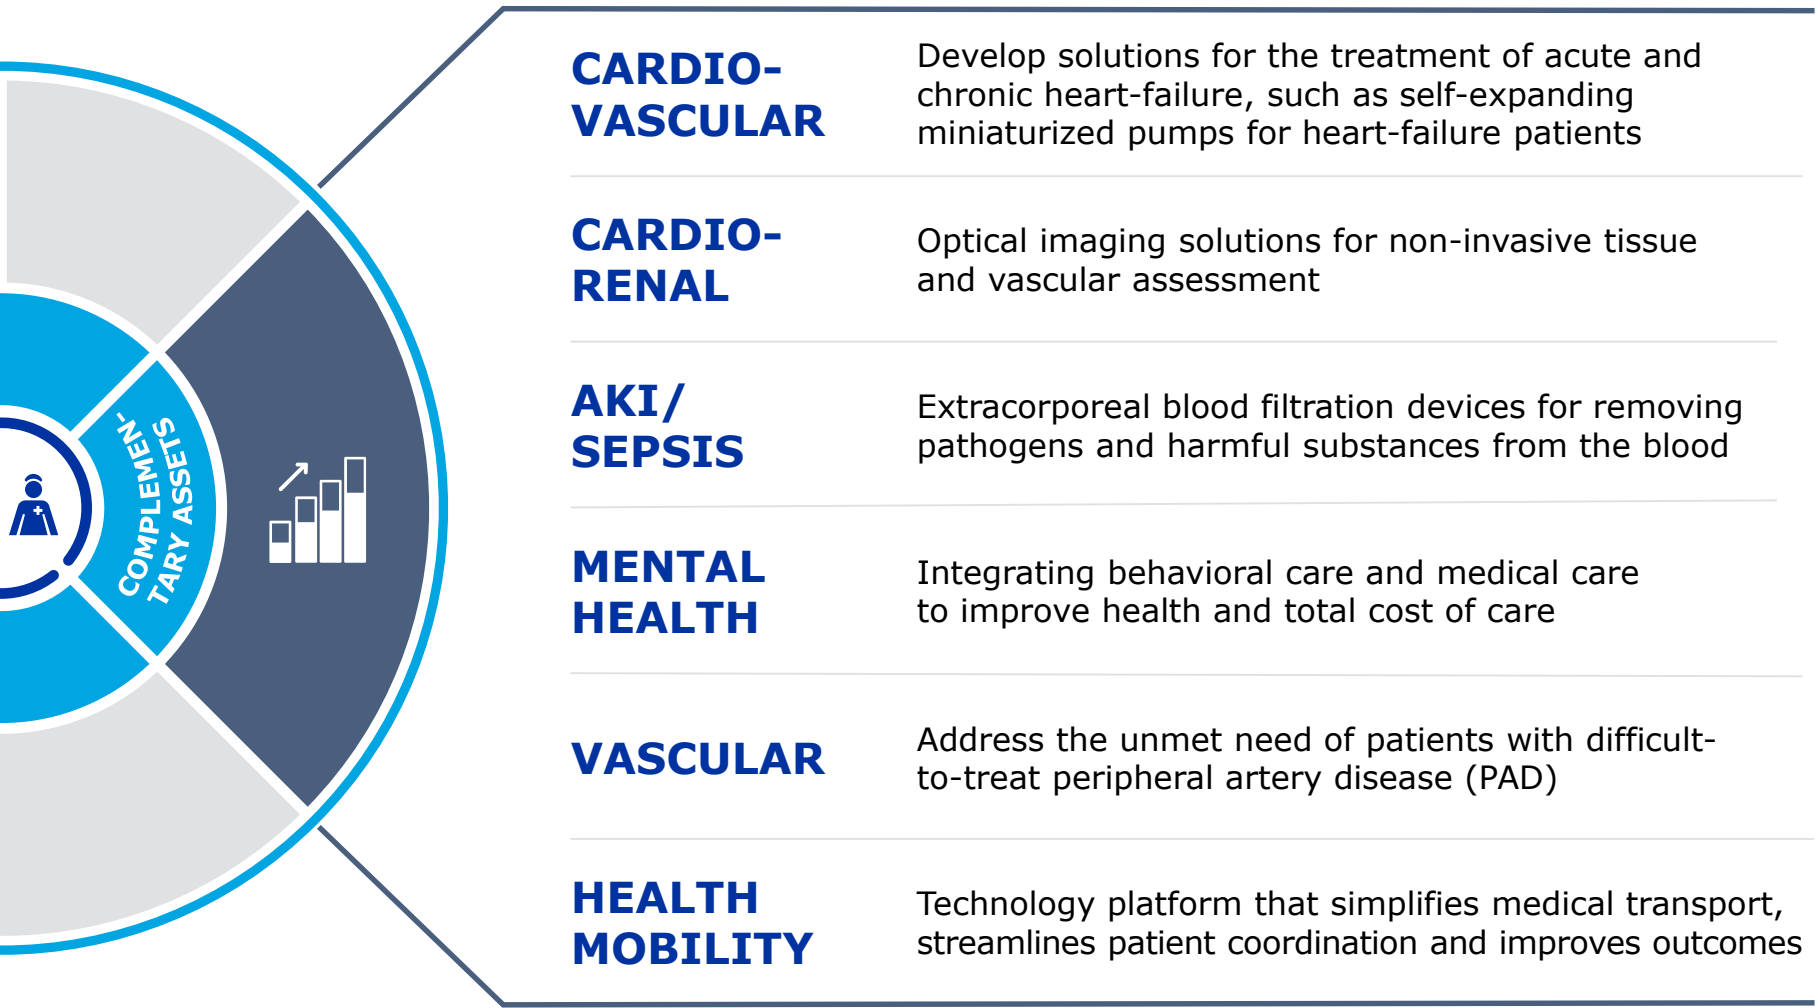 COMPLEMEN-
TARY ASSETS
CARDIO-
VASCULAR
Develop solutions for the treatment of acute and
chronic heart-failure, such as self-expanding
miniaturized pumps for heart-failure patients
CARDIO-
RENAL
Optical imaging solutions for non-invasive tissue
and vascular assessment
AKI/
SEPSIS
Extracorporeal blood filtration devices for removing
pathogens and harmful substances from the blood
MENTAL
HEALTH
Integrating behavioral care and medical care
to improve health and total cost of care
VASCULAR
Address the unmet need of patients with difficult-
to-treat peripheral artery disease (PAD)
HEALTH
MOBILITY
Technology platform that simplifies medical transport,
streamlines patient coordination and improves outcomes